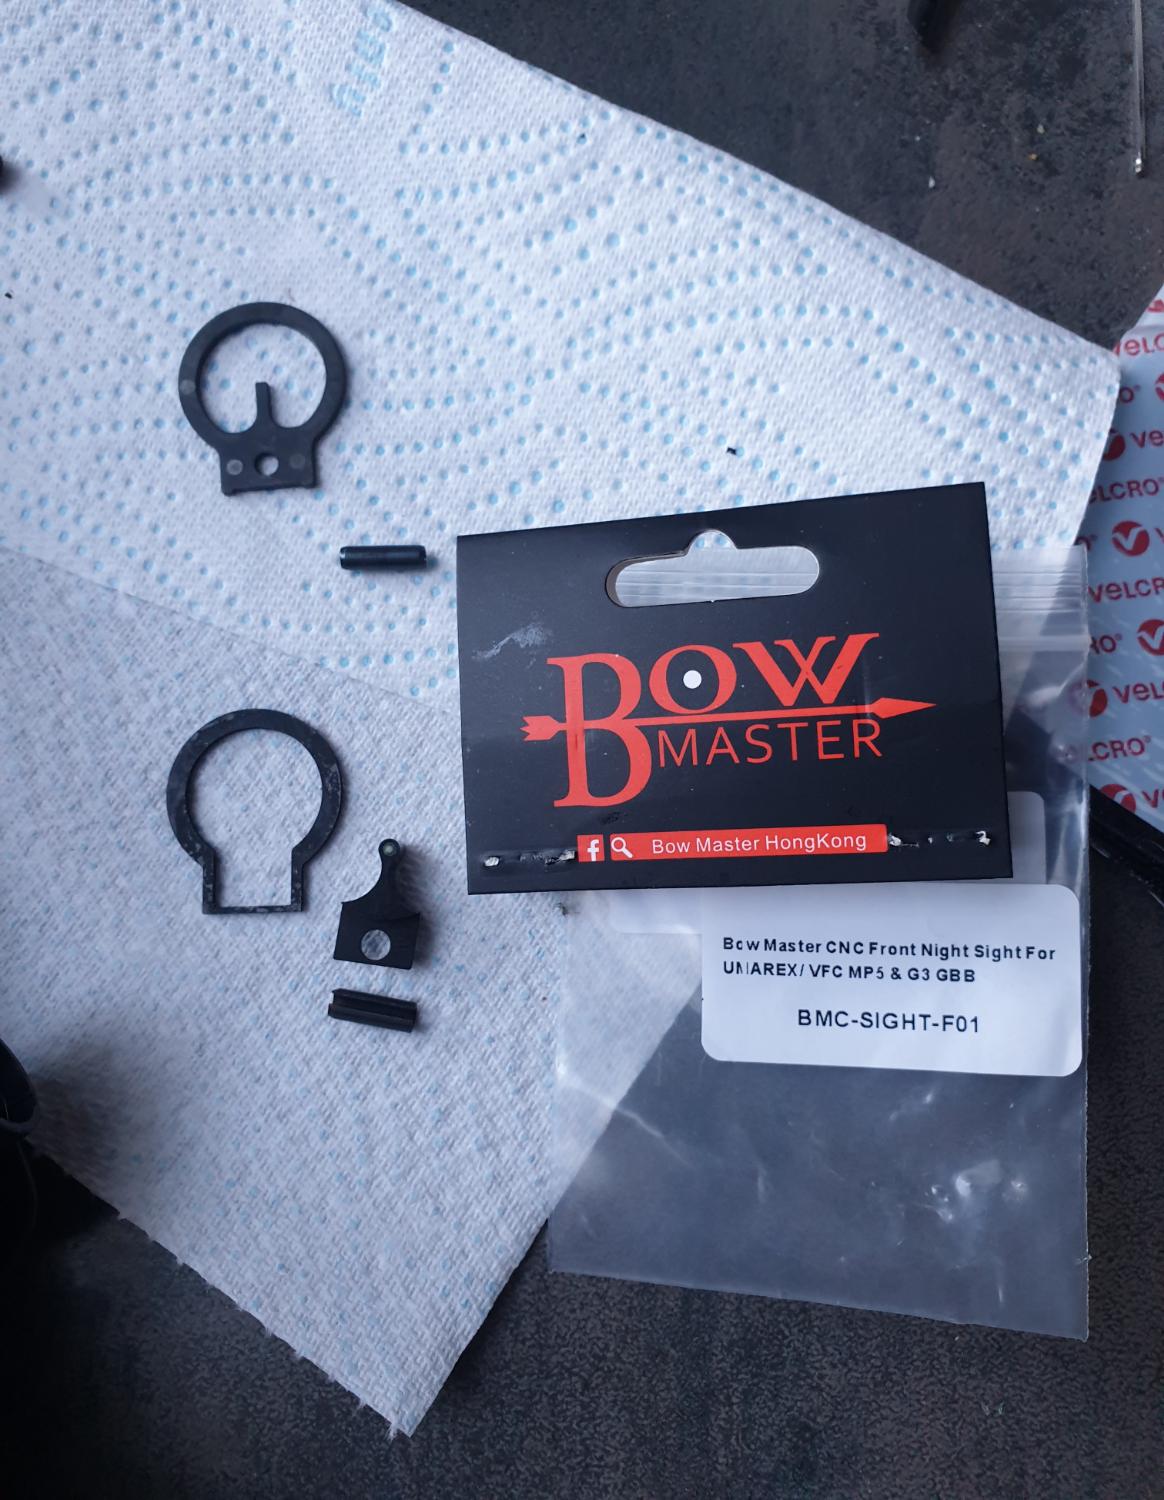 BOW
MASTER
Bow Master HongKong
Bow Master CNC Front Night Sight For
UMAREX/ VFC MP5 & G3 GBB
BMC-SIGHT-F01
VELCRO
VELCRO
VELCRO®